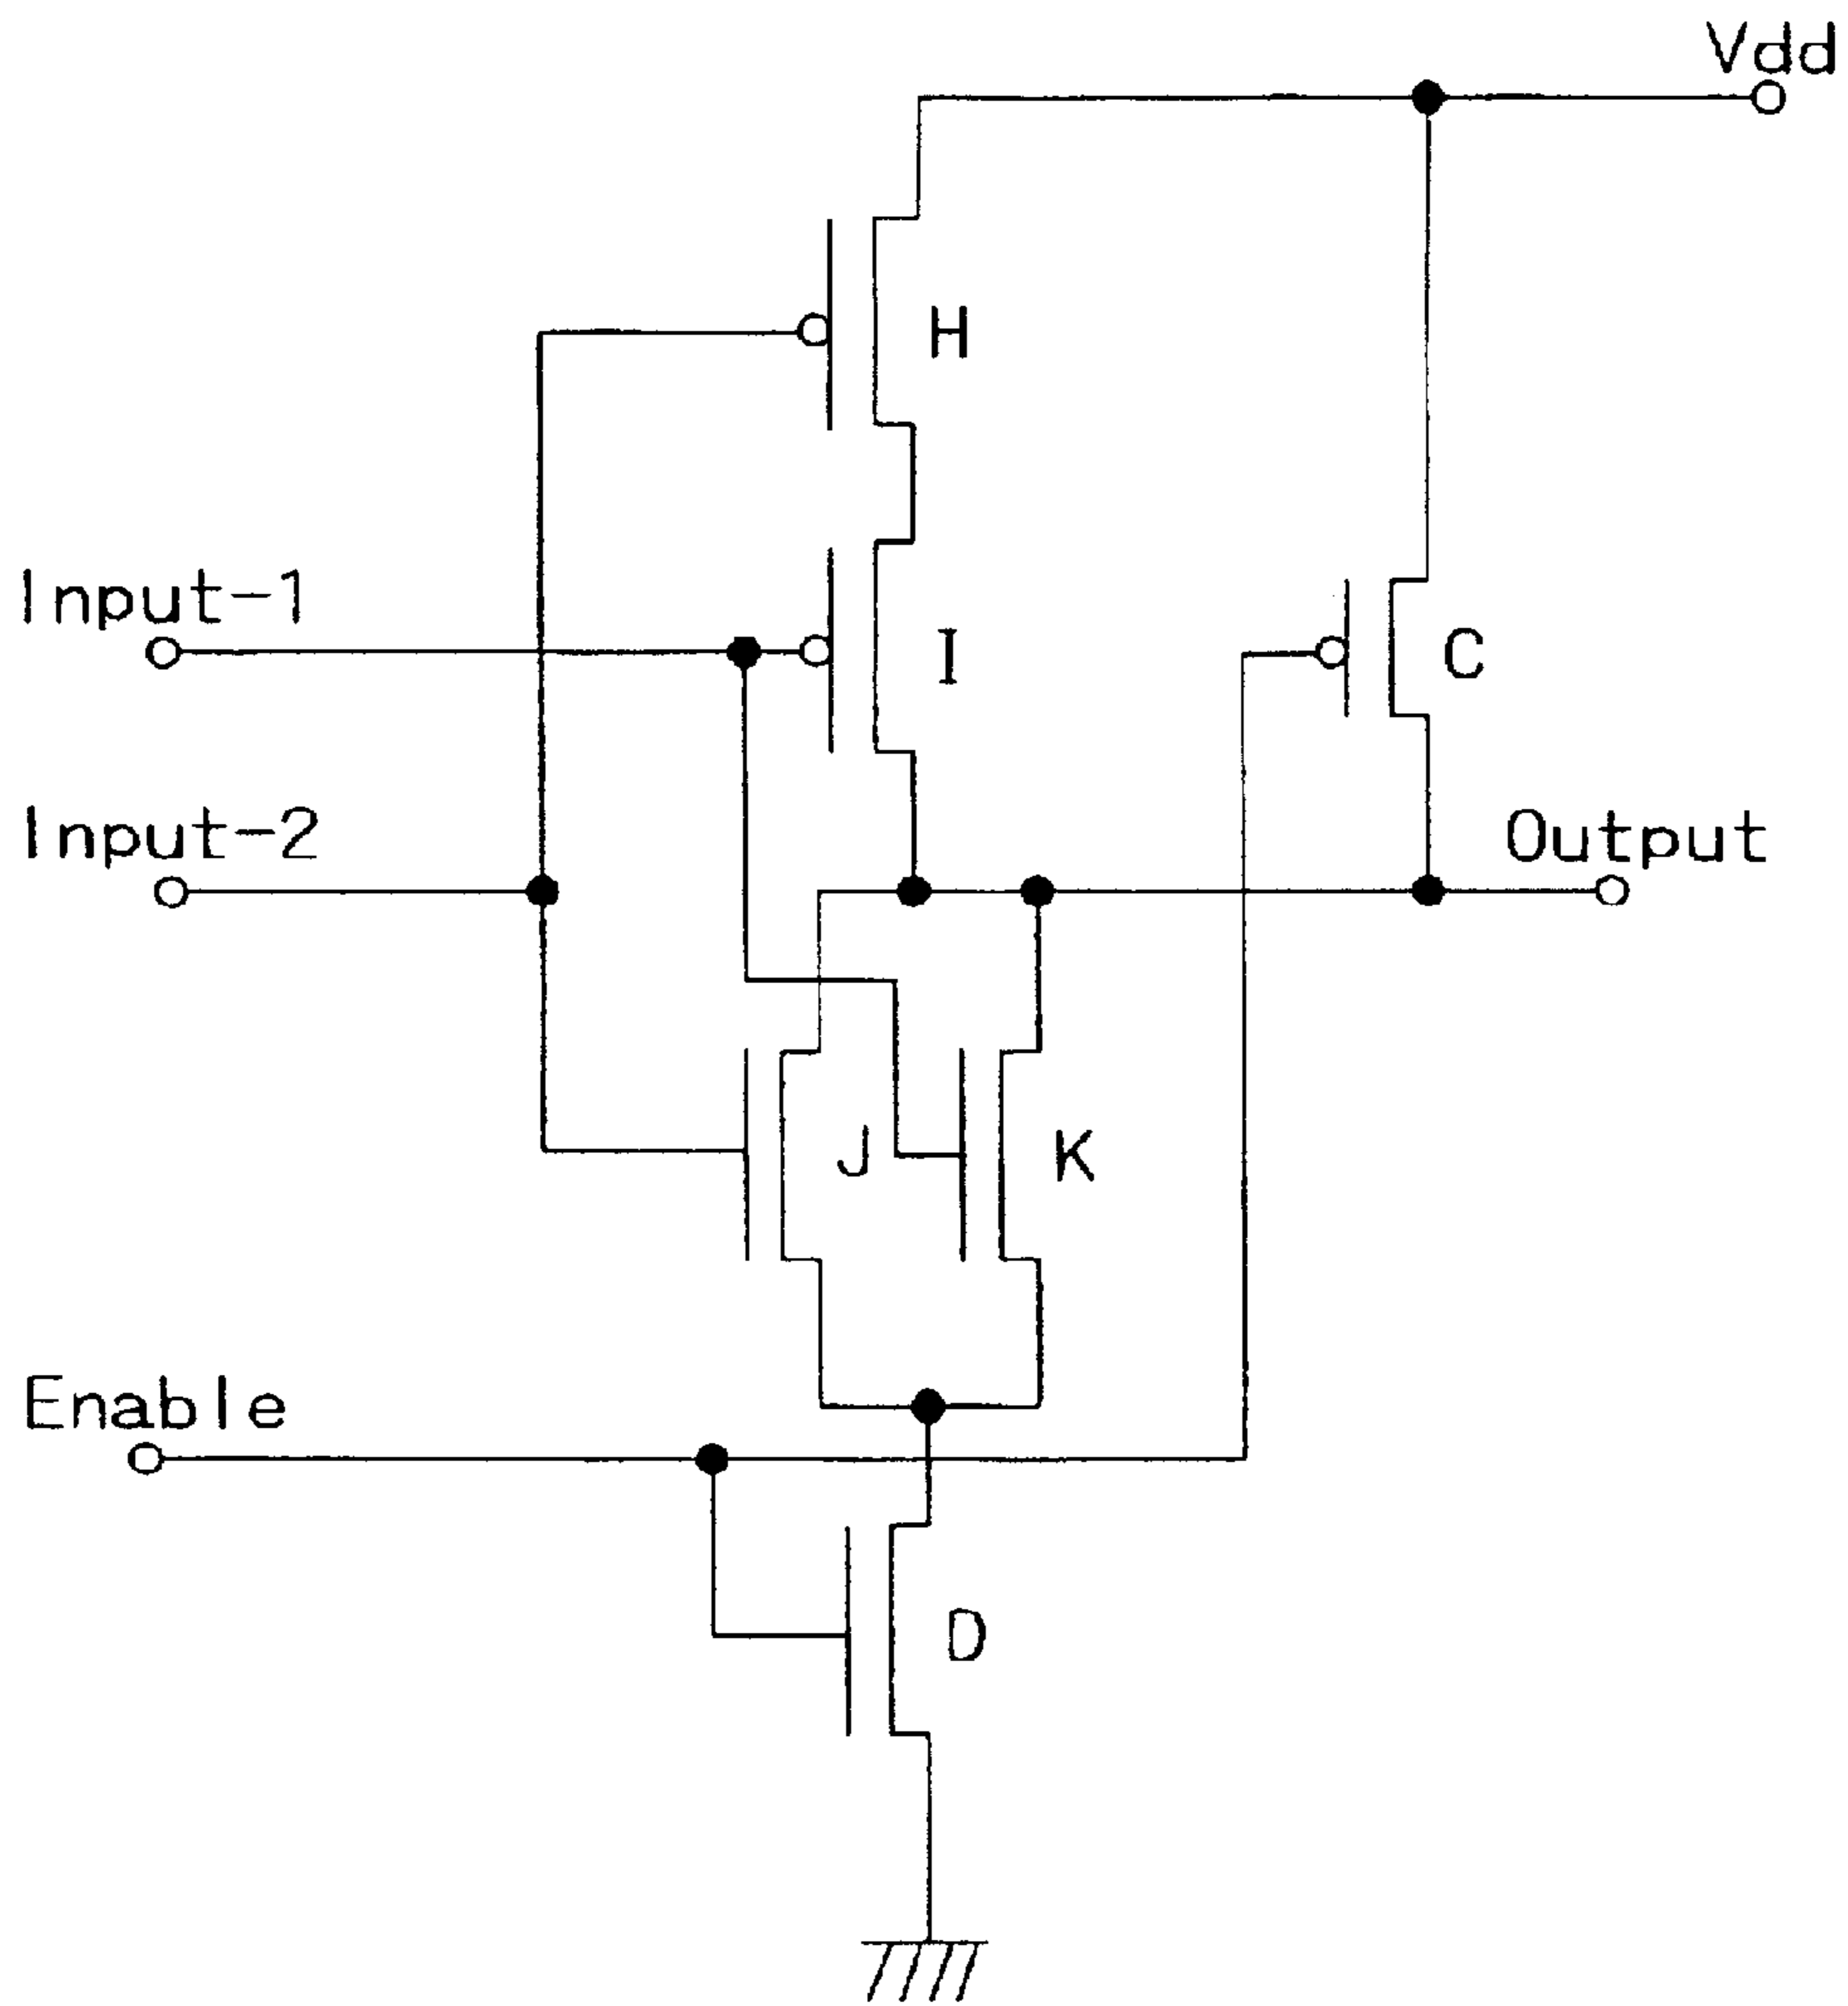 Vdd
H
Input-1
I
C
Input-2
Output
J
K
Enable
D